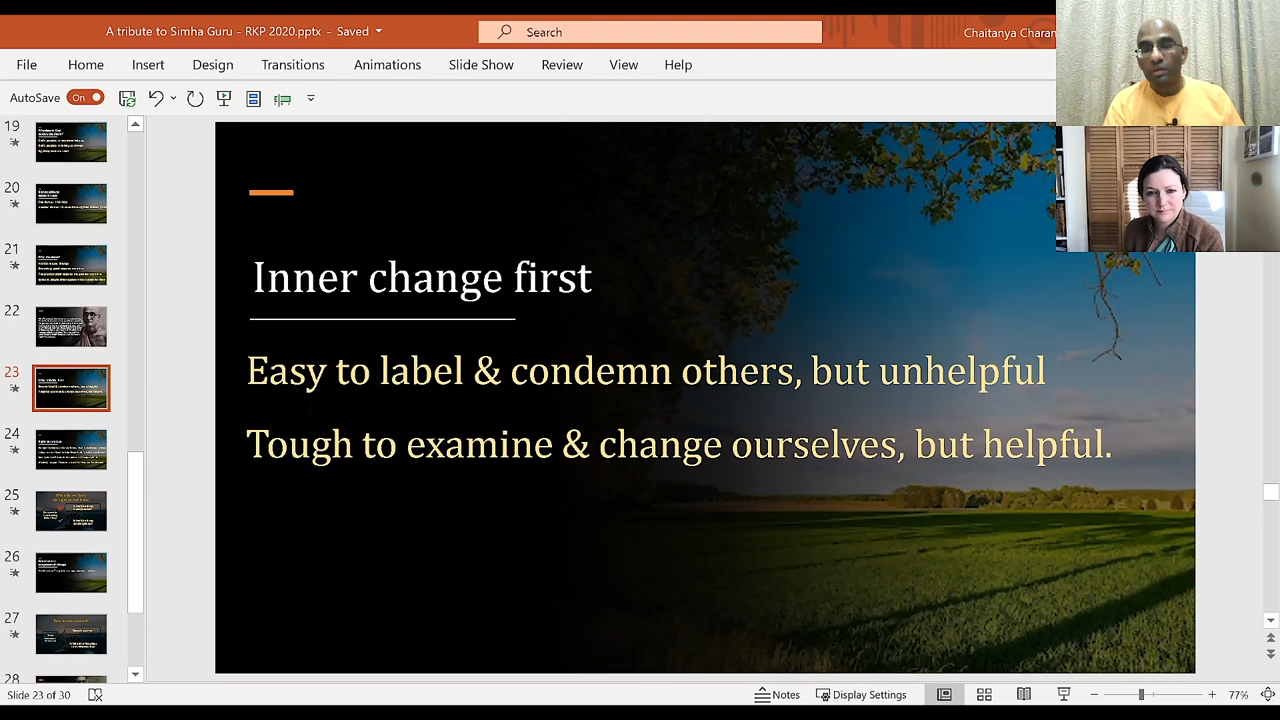 A tribute to Simha Guru - RKP 2020.pptx - Saved
Search
Chaitanya Charan
File Home Insert Design Transitions Animations Slide Show Review View Help
AutoSave On
19
20
21
22
23
24
25
26
27
28
Inner change first
Easy to label & condemn others, but unhelpful
Tough to examine & change ourselves, but helpful.
Slide 23 of 30
Notes
Display Settings
77%